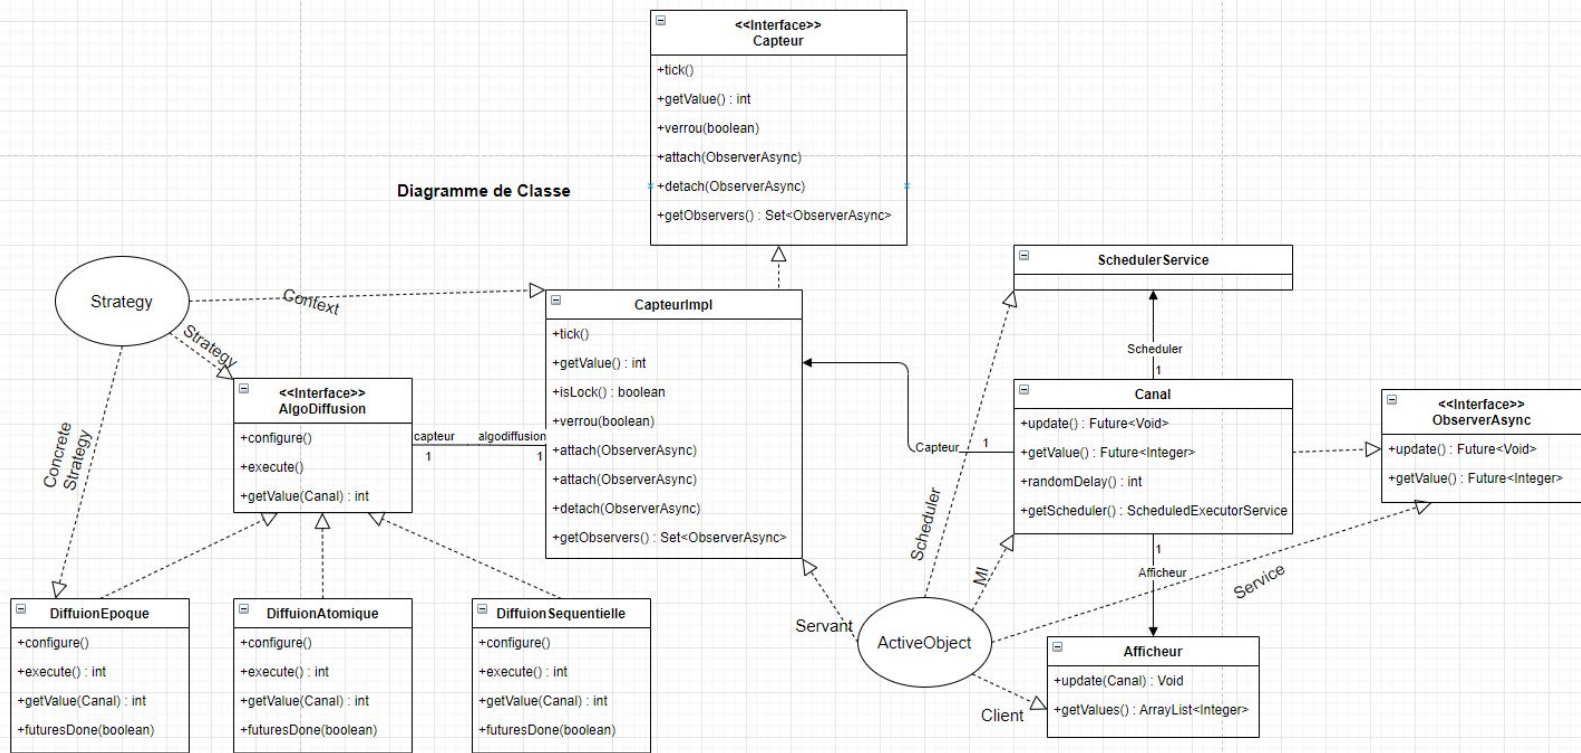 <<Interface>>
Capteur
+tick()
+getValue() : int
+verrou(boolean)
+attach(ObserverAsync)
+detach(ObserverAsync)
+getObservers() : Set<ObserverAsync>
Diagramme de Classe
Strategy
Context
Strategy
Concrete
Strategy
CapteurImpl
+tick()
+getValue() : int
+isLock() : boolean
+verrou(boolean)
+attach(ObserverAsync)
+attach(ObserverAsync)
+detach(ObserverAsync)
+getObservers() : Set<ObserverAsync>
SchedulerService
Scheduler
1
<<Interface>>
AlgoDiffusion
+configure()
+execute()
+getValue(Canal) : int
capteur
1
algodiffusion
1
Canal
+update() : Future<Void>
+getValue() : Future<Integer>
+randomDelay() : int
+getScheduler() : ScheduledExecutorService
Capteur
1
<<Interface>>
ObserverAsync
+update() : Future<Void>
+getValue() : Future<Integer>
1
Afficheur
Scheduler
MI
Service
Servant
ActiveObject
Client
DiffuionEpoque
+configure()
+execute() : int
+getValue(Canal) : int
+futuresDone(boolean)
DiffuionAtomique
+configure()
+execute() : int
+getValue(Canal) : int
+futuresDone(boolean)
DiffuionSequentielle
+configure()
+execute() : int
+getValue(Canal) : int
+futuresDone(boolean)
Afficheur
+update(Canal) : Void
+getValues() : ArrayList<Integer>